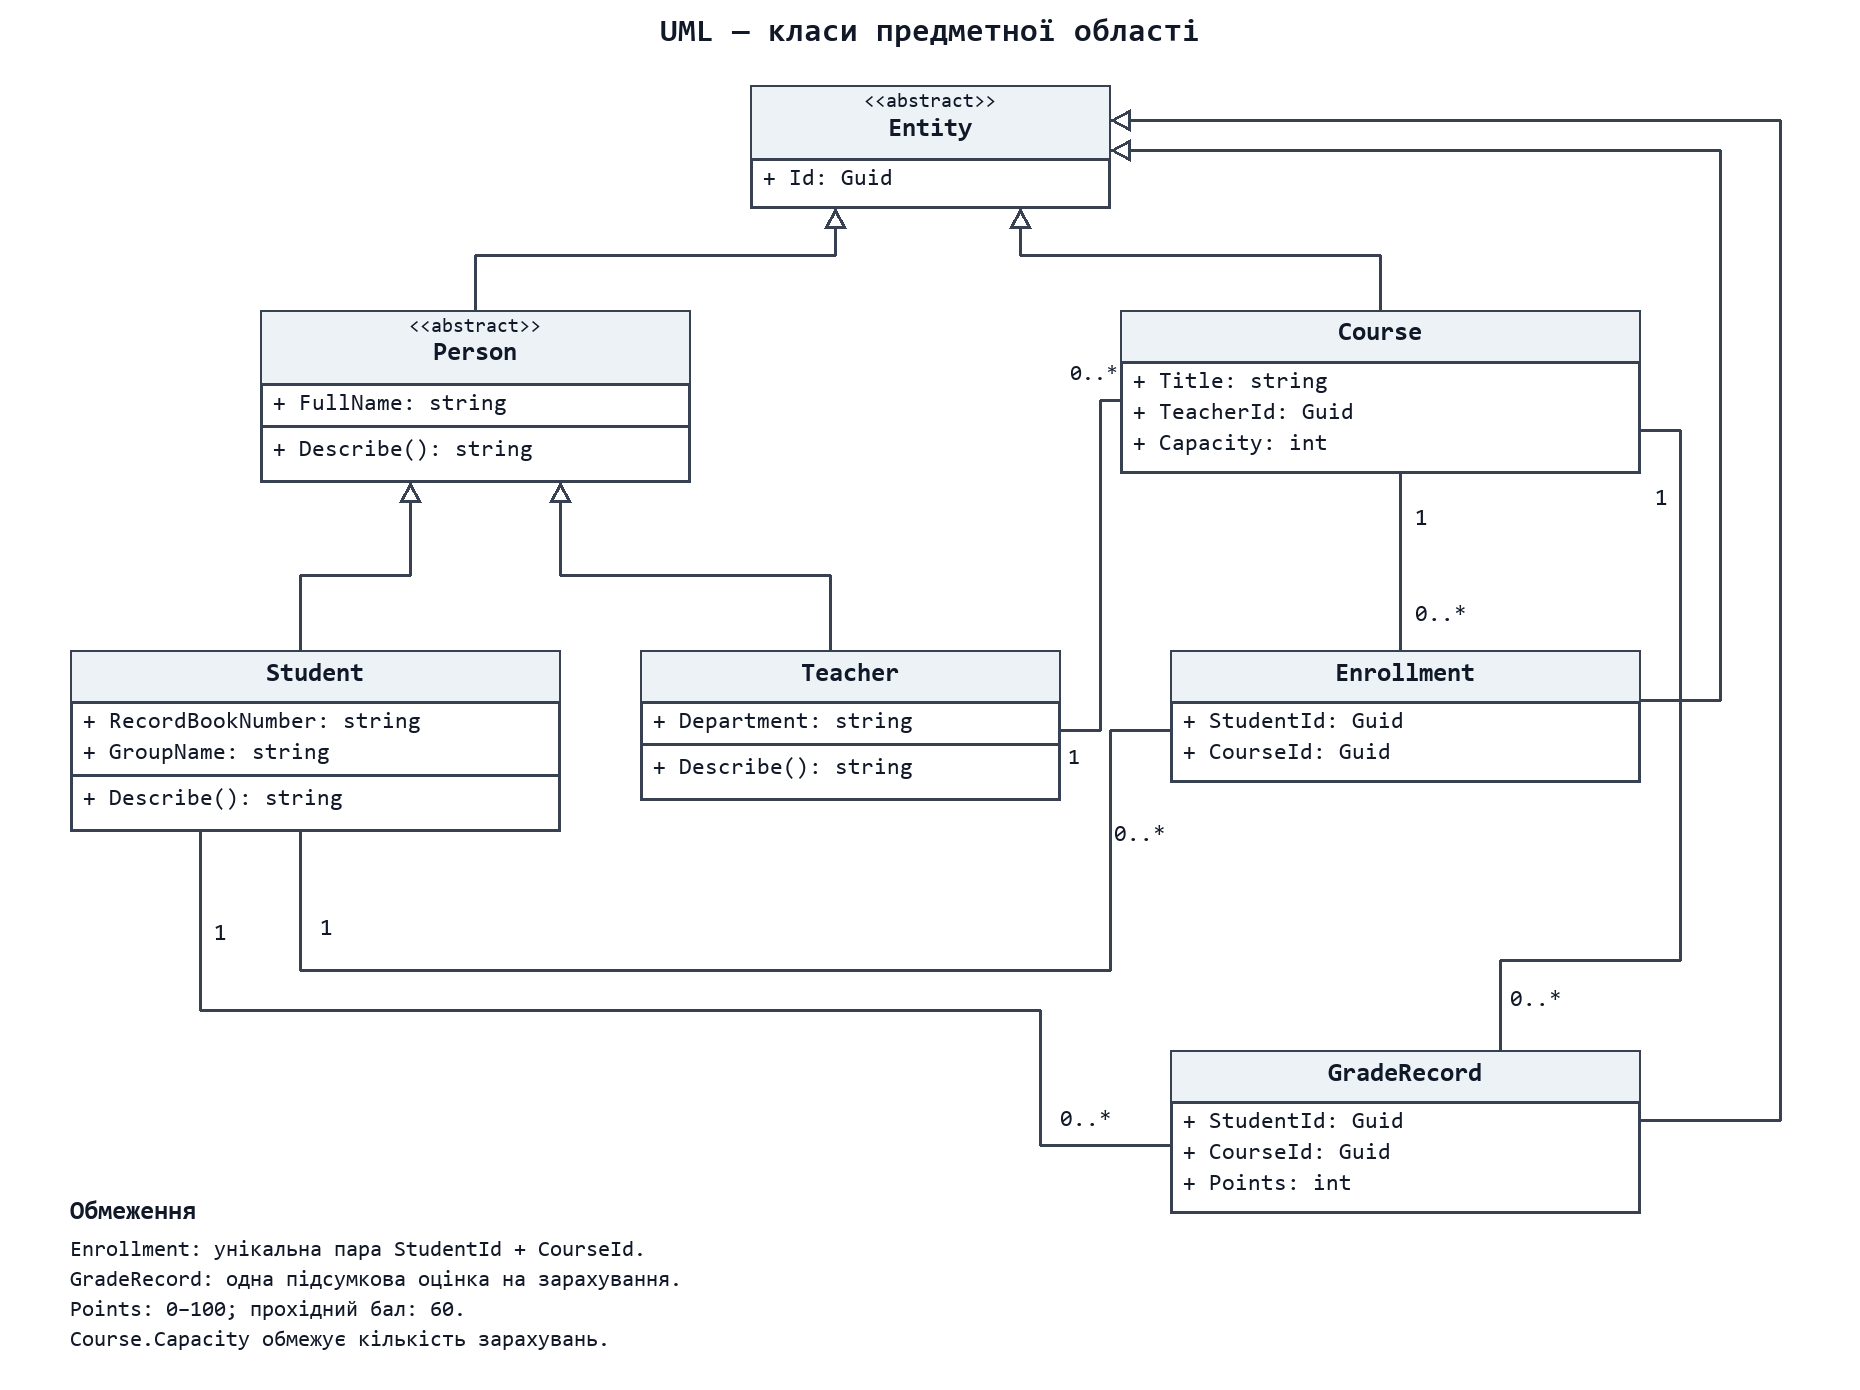 UML — класи предметної області
<<abstract>>
Entity
+ Id: Guid
<<abstract>>
Person
+ FullName: string
+ Describe(): string
Course
+ Title: string
+ TeacherId: Guid
+ Capacity: int
0..*
1
1
0..*
Student
+ RecordBookNumber: string
+ GroupName: string
+ Describe(): string
Teacher
+ Department: string
+ Describe(): string
1
Enrollment
+ StudentId: Guid
+ CourseId: Guid
0..*
1
1
0..*
0..*
GradeRecord
+ StudentId: Guid
+ CourseId: Guid
+ Points: int
Обмеження
Enrollment: унікальна пара StudentId + CourseId.
GradeRecord: одна підсумкова оцінка на зарахування.
Points: 0–100; прохідний бал: 60.
Course.Capacity обмежує кількість зарахувань.